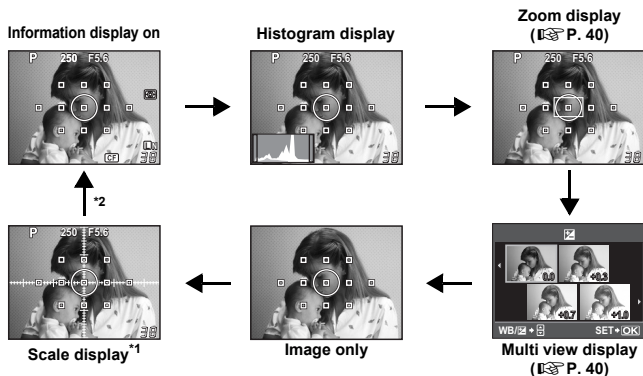 Information display on
Histogram display
Zoom display
(☞ P. 40)
P 250 F5.6
CF
LN
38
P 250 F5.6
38
P 250 F5.6
38
*2
P 250 F5.6
38
0.0 +0.3
+0.7 +1.0
WB/ SET OK
Scale display*1
Image only
Multi view display
(☞ P. 40)